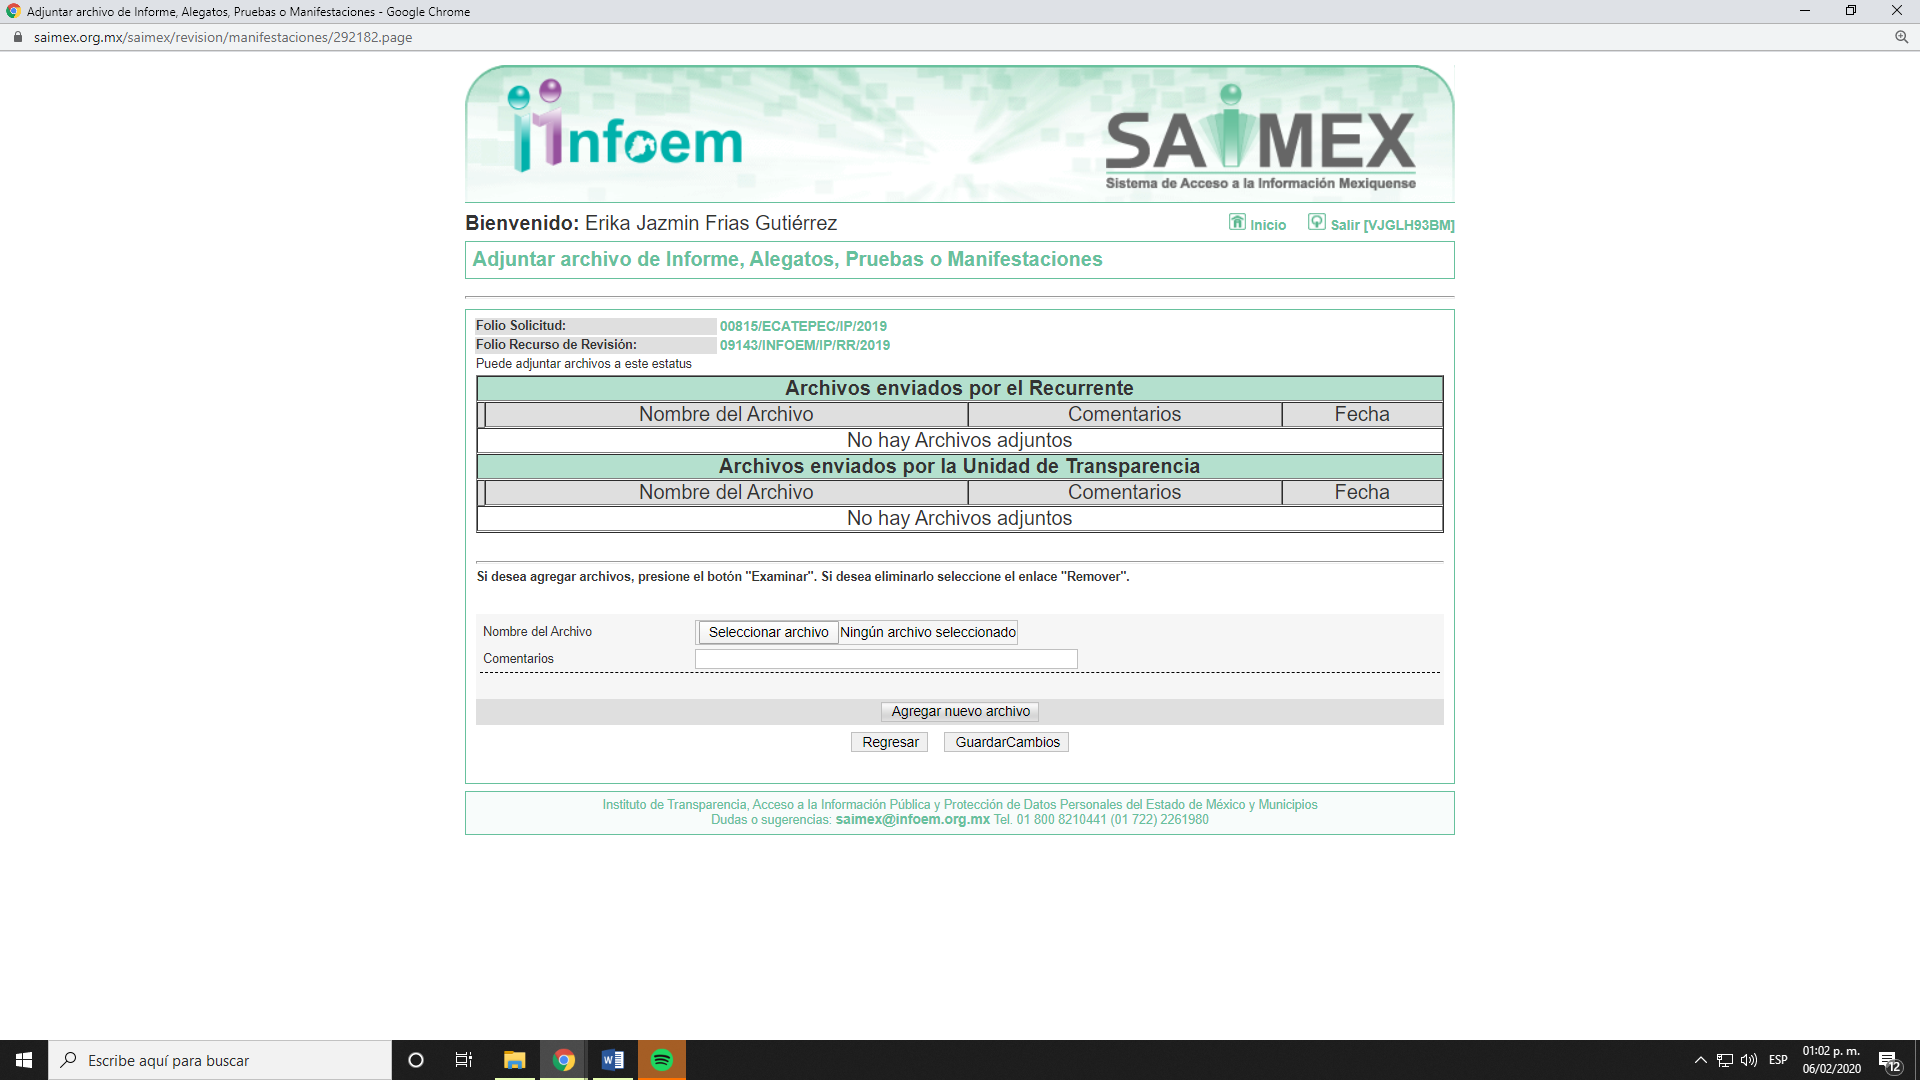 Adjuntar archivo de Informe, Alegatos, Pruebas o Manifestaciones - Google Chrome
saimex.org.mx/saimex/revision/manifestaciones/292182.page
infoem
SAIMEX
Sistema de Acceso a la Información Mexiquense
Bienvenido: Erika Jazmin Frias Gutiérrez
Inicio Salir [VJGLH93BM]
Adjuntar archivo de Informe, Alegatos, Pruebas o Manifestaciones
Folio Solicitud: 00815/ECATEPEC/IP/2019
Folio Recurso de Revisión: 09143/INFOEM/IP/RR/2019
Puede adjuntar archivos a este estatus
Archivos enviados por el Recurrente
Nombre del Archivo Comentarios Fecha
No hay Archivos adjuntos
Archivos enviados por la Unidad de Transparencia
Nombre del Archivo Comentarios Fecha
No hay Archivos adjuntos
Si desea agregar archivos, presione el botón "Examinar". Si desea eliminarlo seleccione el enlace "Remover".
Nombre del Archivo Seleccionar archivo Ningún archivo seleccionado
Comentarios
Agregar nuevo archivo
Regresar GuardarCambios
Instituto de Transparencia, Acceso a la Información Pública y Protección de Datos Personales del Estado de México y Municipios
Dudas o sugerencias: saimex@infoem.org.mx Tel. 01 800 8210441 (01 722) 2261980
Escribe aquí para buscar
ESP
01:02 p. m.
06/02/2020
12